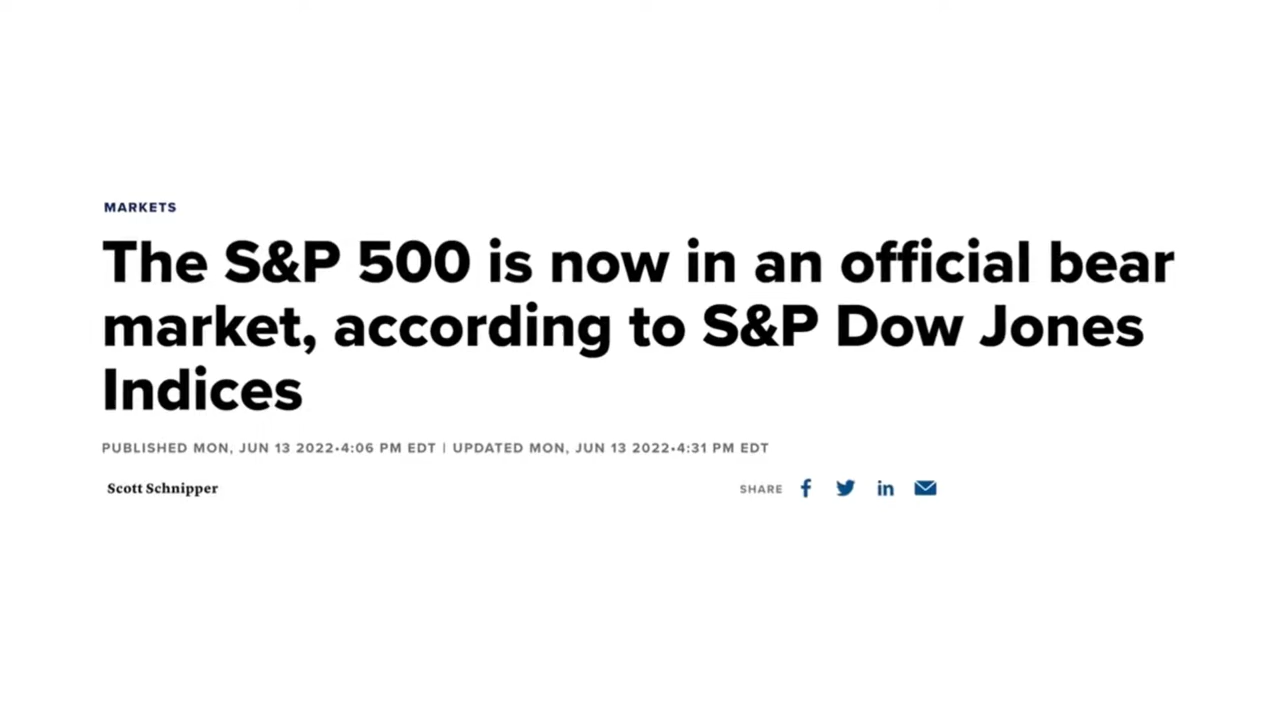 MARKETS
The S&P 500 is now in an official bear
market, according to S&P Dow Jones
Indices
PUBLISHED MON, JUN 13 2022•4:06 PM EDT | UPDATED MON, JUN 13 2022•4:31 PM EDT
Scott Schnipper
SHARE